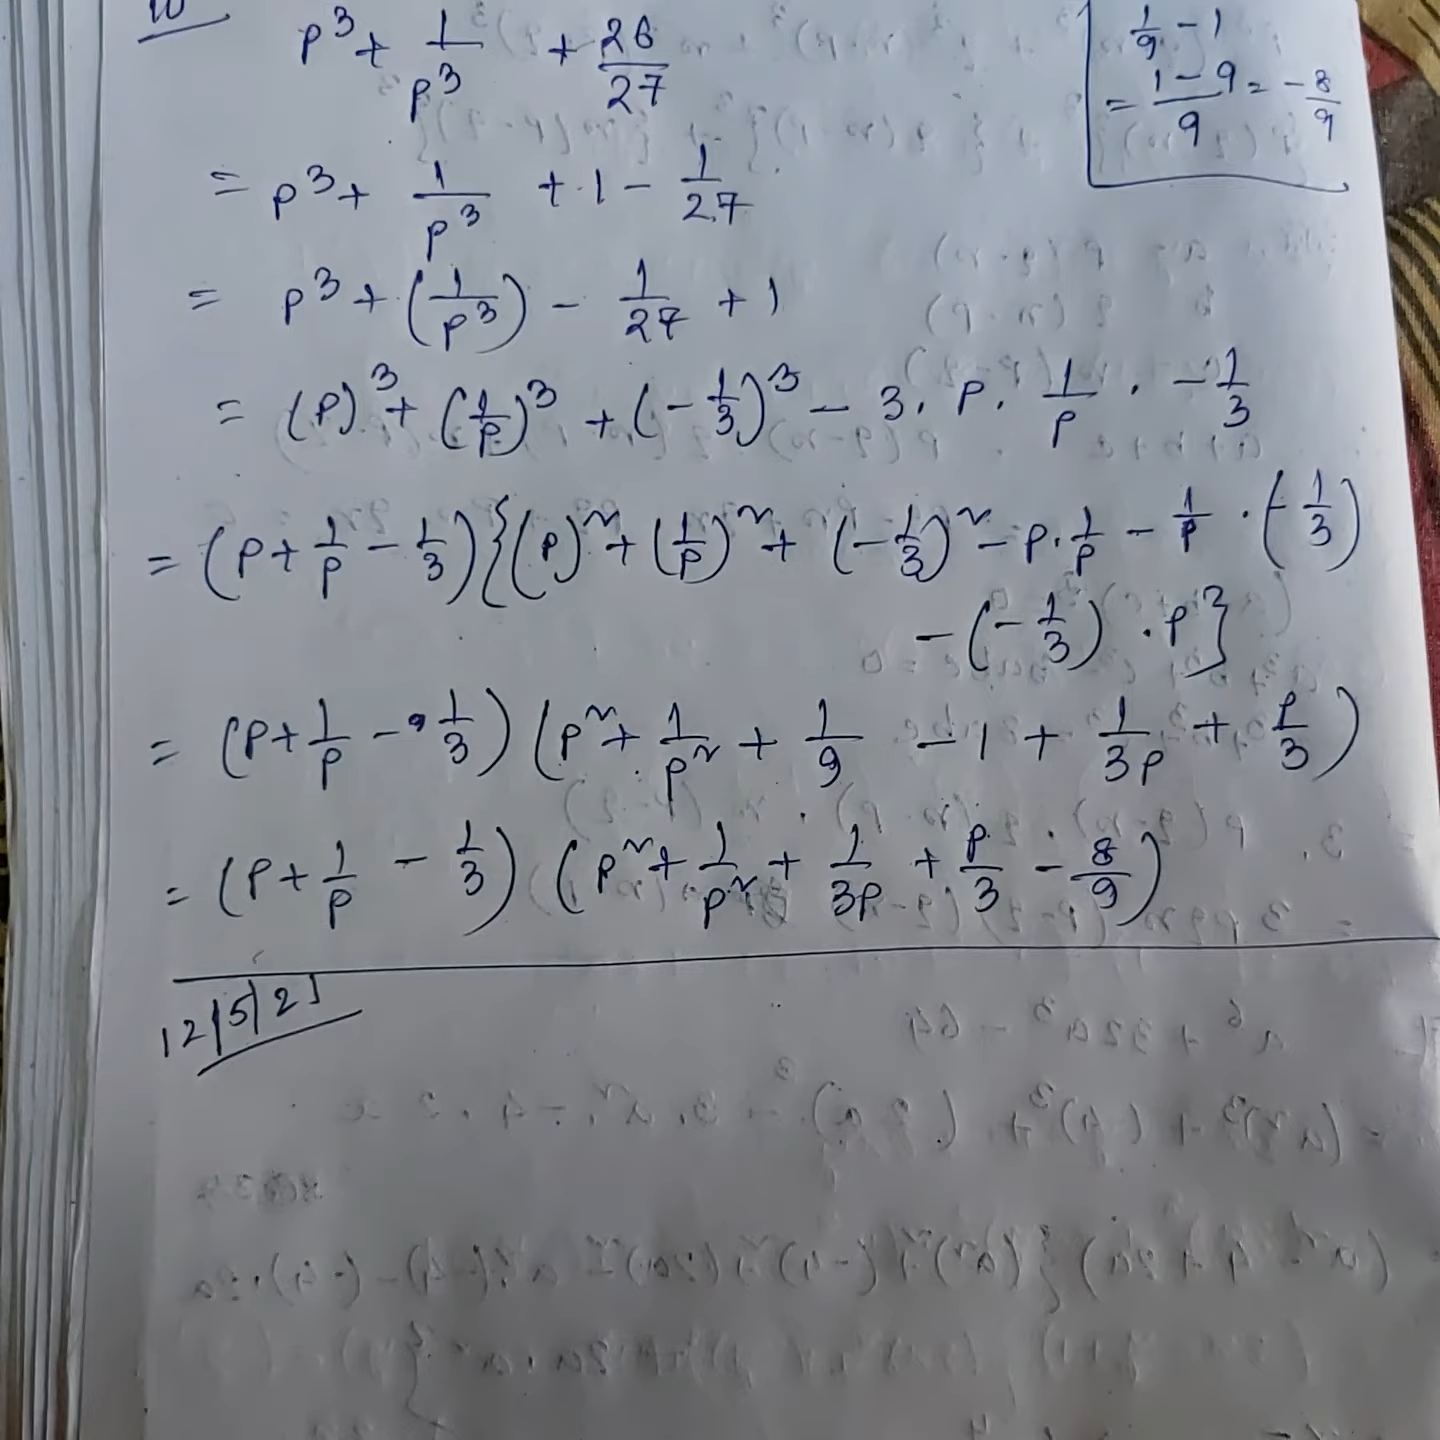 10
p³ + 1/p³ + 26/27
1/9 - 1
= (1-9)/9 = -8/9
= p³ + 1/p³ + 1 - 1/27
= p³ + (1/p³) - 1/27 + 1
= (p)³ + (1/p)³ + (-1/3)³ - 3. p. 1/p . -1/3
= (p + 1/p - 1/3) {(p)² + (1/p)² + (-1/3)² - p. 1/p - 1/p . (-1/3)
- (-1/3) . p}
= (p + 1/p - 1/3) (p² + 1/p² + 1/9 - 1 + 1/3p + p/3)
= (p + 1/p - 1/3) (p² + 1/p² + 1/3p + p/3 - 8/9)
12|5|21